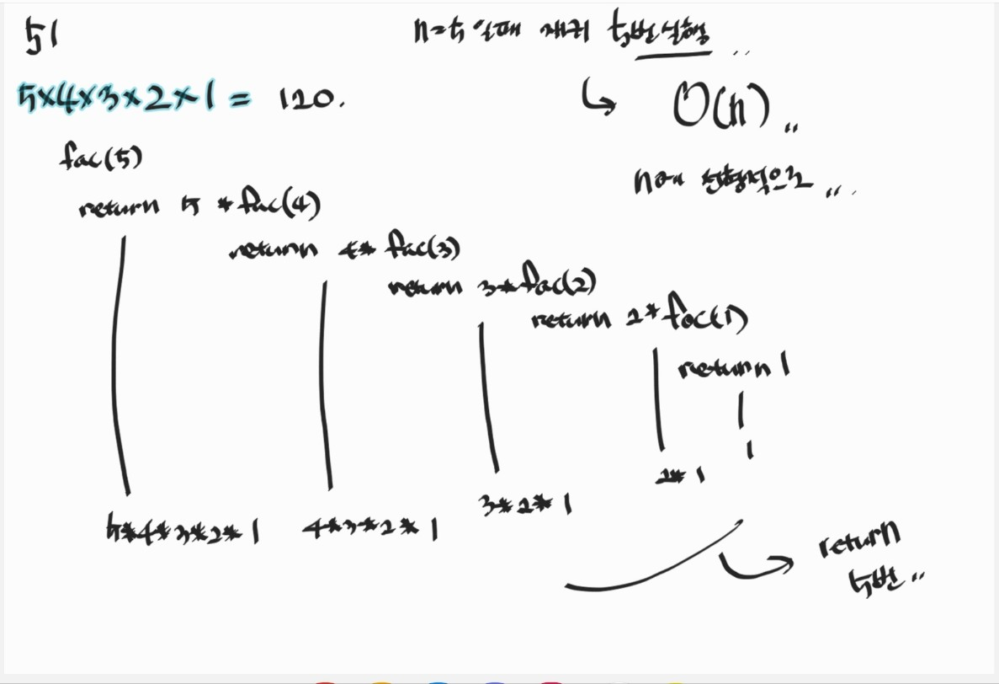 5!
5×4×3×2×1 = 120.
fac(5)
return 5 * fac(4)
return 4* fac(3)
return 3*fac(2)
return 2*fac(1)
return 1
1
2* 1
3*2*1
4*3*2*1
5*4*3*2*1
return
5번..
n=5 일때 재귀 5번실행..
O(n)..
n에 선형적으로..